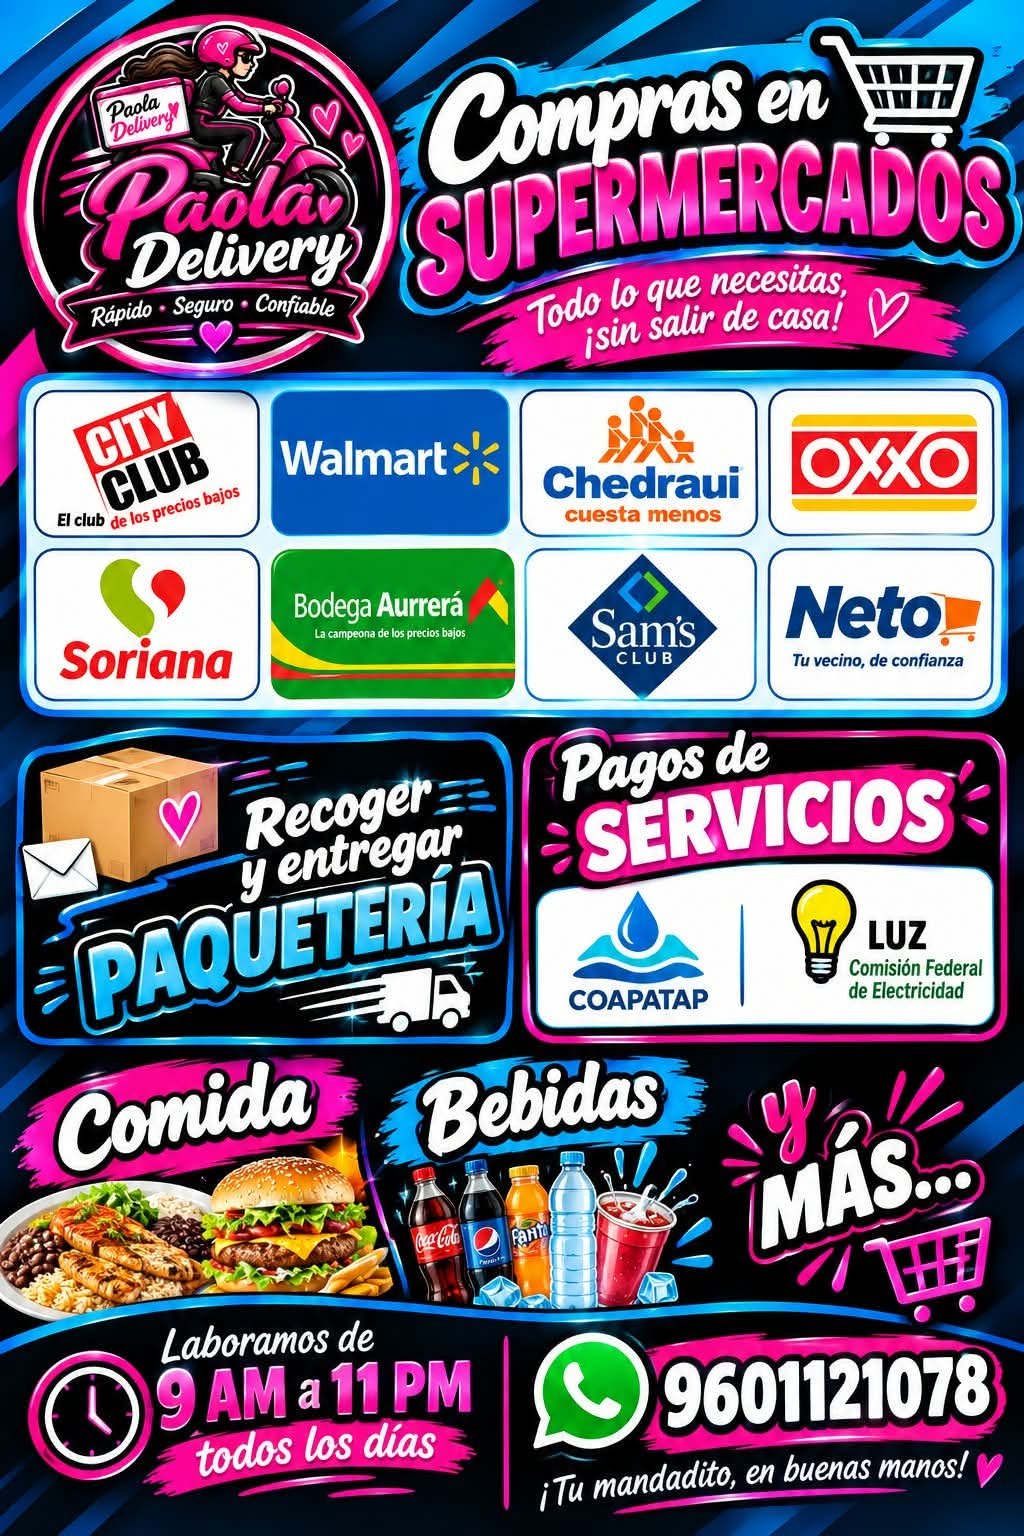 Paola
Delivery
Paola
Delivery
Rápido • Seguro • Confiable
Compras en
SUPERMERCADOS
Todo lo que necesitas,
¡sin salir de casa!
CITY
CLUB
El club de los precios bajos
Walmart
Chedraui
cuesta menos
OXXO
Soriana
Bodega Aurrerá
La campeona de los precios bajos
Sam's
CLUB
Neto
Tu vecino, de confianza
Recoger
y entregar
PAQUETERÍA
Pagos de
SERVICIOS
COAPATAP
LUZ
Comisión Federal
de Electricidad
Comida
Bebidas
y
MÁS...
Coca-Cola
Fanta
Laboramos de
9 AM a 11 PM
todos los días
9601121078
¡Tu mandadito, en buenas manos!